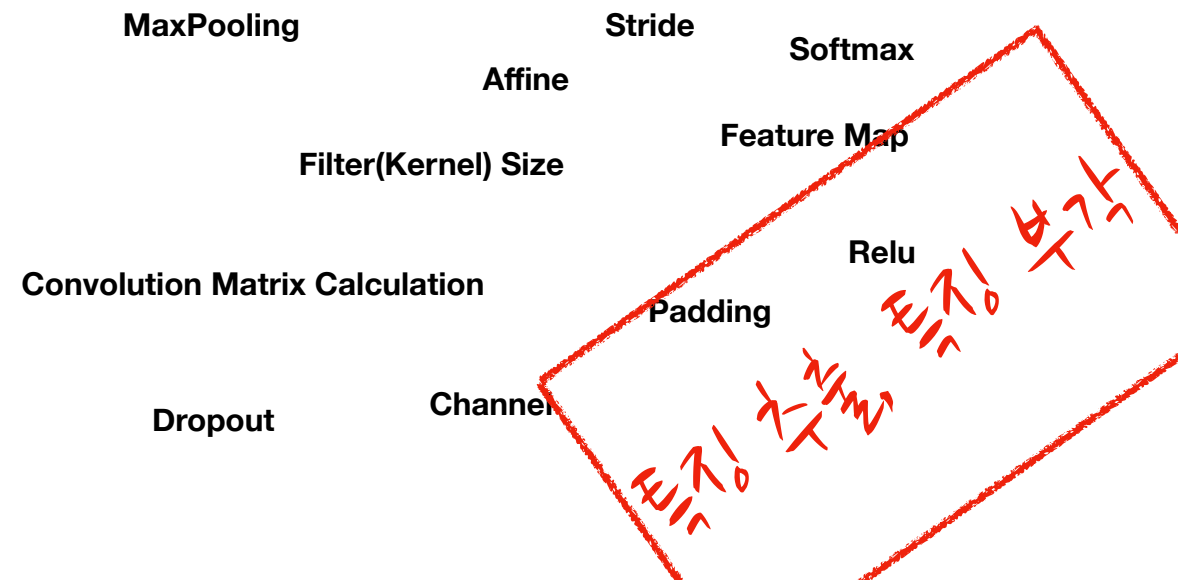 MaxPooling
Stride
Softmax
Affine
Feature Map
Filter(Kernel) Size
Relu
Convolution Matrix Calculation
Padding
Channel
Dropout
특징 추출, 특징 부각